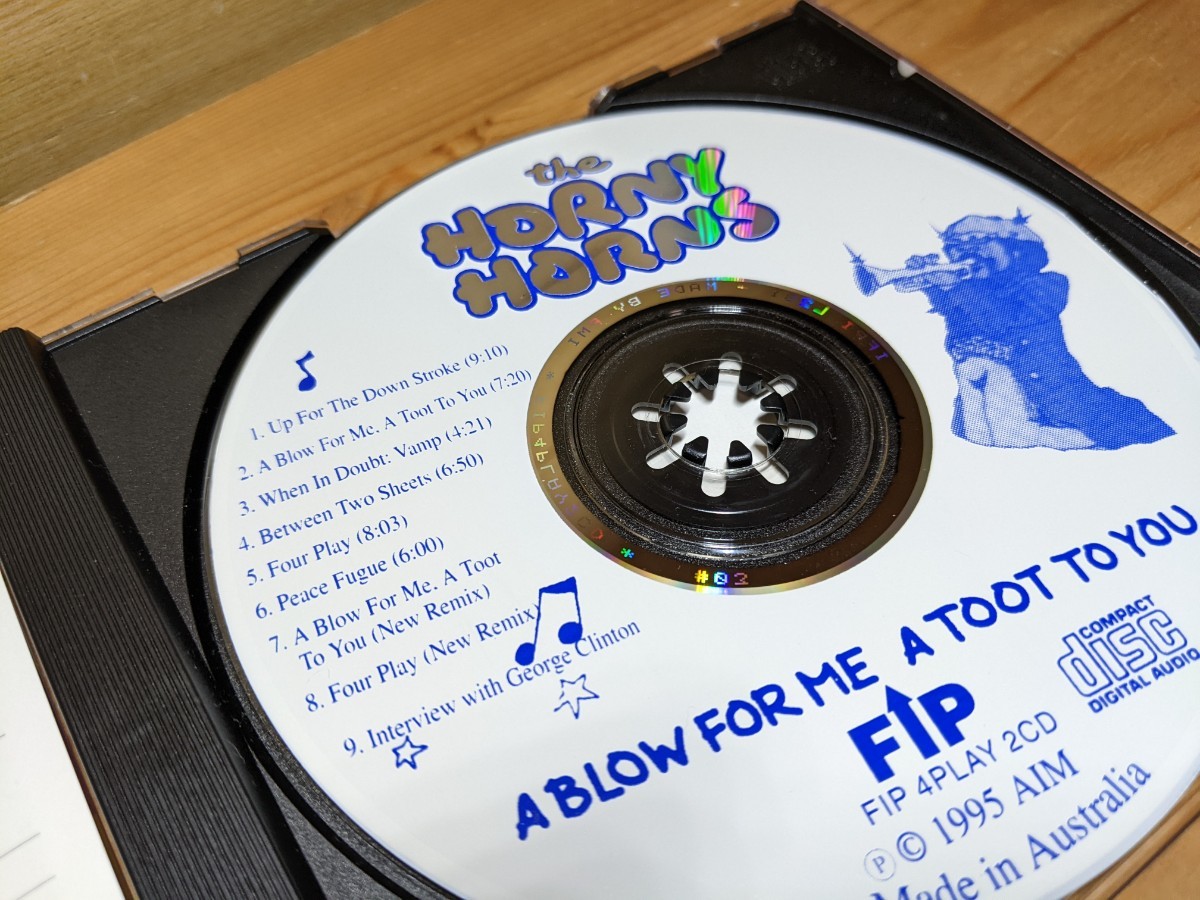 the
HORNY
HORNS
1. Up For The Down Stroke (9:10)
2. A Blow For Me, A Toot To You (7:20)
3. When In Doubt: Vamp (4:21)
4. Between Two Sheets (6:50)
5. Four Play (8:03)
6. Peace Fugue (6:00)
7. A Blow For Me, A Toot
To You (New Remix)
8. Four Play (New Remix)
9. Interview with George Clinton
MADE BY
#03
A BLOW FOR ME A TOOT TO YOU
FIP
FIP 4PLAY 2CD
℗ © 1995 AIM
Made in Australia
COMPACT
disc
DIGITAL AUDIO